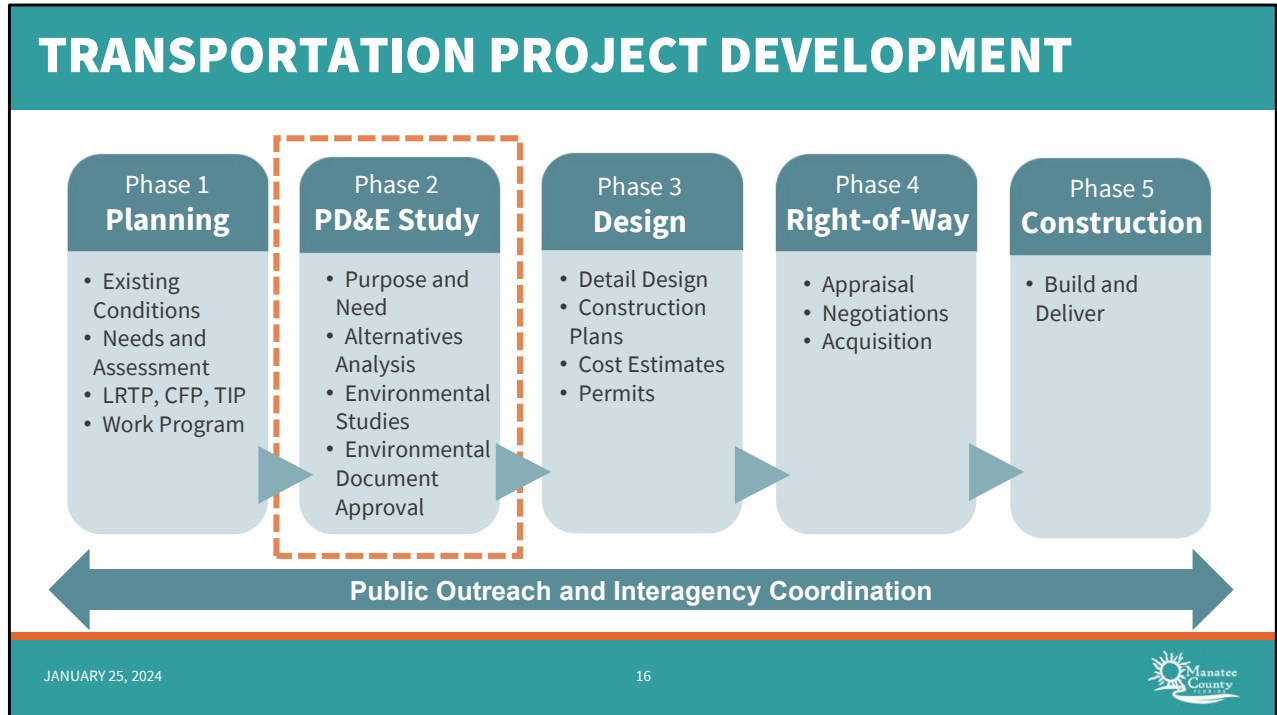 TRANSPORTATION PROJECT DEVELOPMENT
Phase 1
Planning
• Existing
Conditions
• Needs and
Assessment
• LRTP, CFP, TIP
• Work Program
Phase 2
PD&E Study
• Purpose and
Need
• Alternatives
Analysis
• Environmental
Studies
• Environmental
Document
Approval
Phase 3
Design
• Detail Design
• Construction
Plans
• Cost Estimates
• Permits
Phase 4
Right-of-Way
• Appraisal
• Negotiations
• Acquisition
Phase 5
Construction
• Build and
Deliver
Public Outreach and Interagency Coordination
JANUARY 25, 2024
16
Manatee
County
FLORIDA